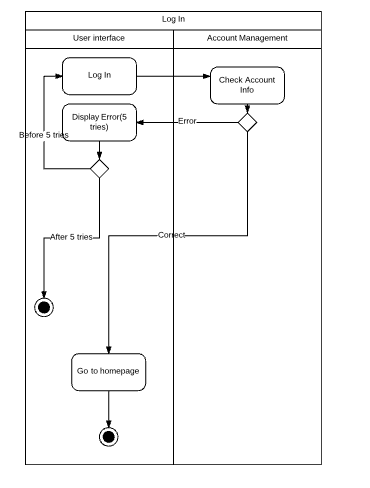 Log In
User interface
Account Management
Log In
Check Account
Info
Display Error(5
tries)
Error
Before 5 tries
After 5 tries
Correct
Go to homepage